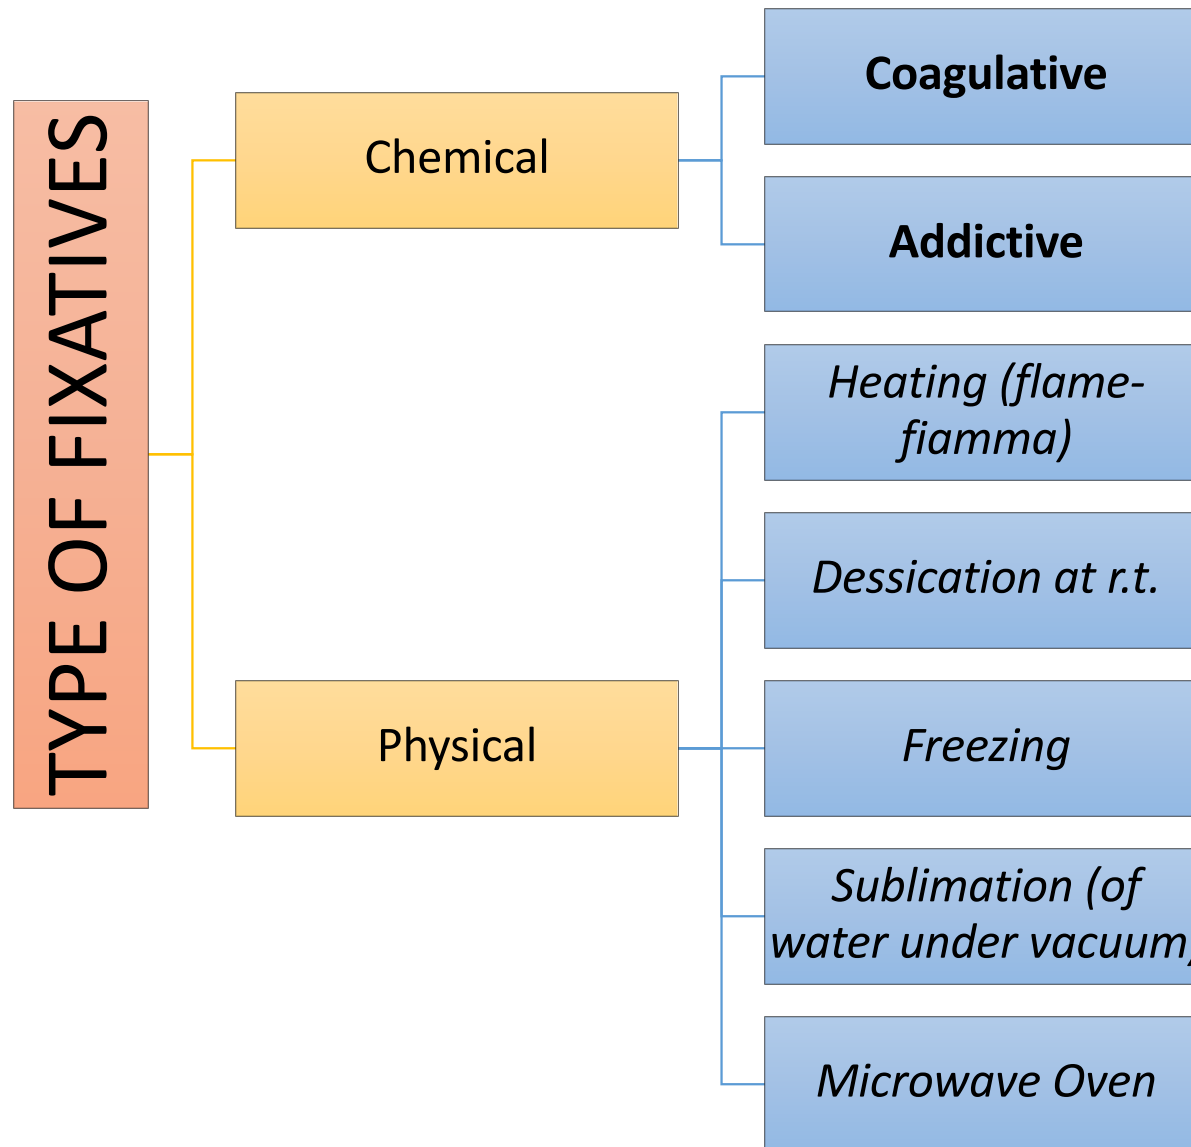 TYPE OF FIXATIVES
Chemical
Coagulative
Addictive
Physical
Heating (flame-
fiamma)
Dessication at r.t.
Freezing
Sublimation (of
water under vacuum)
Microwave Oven